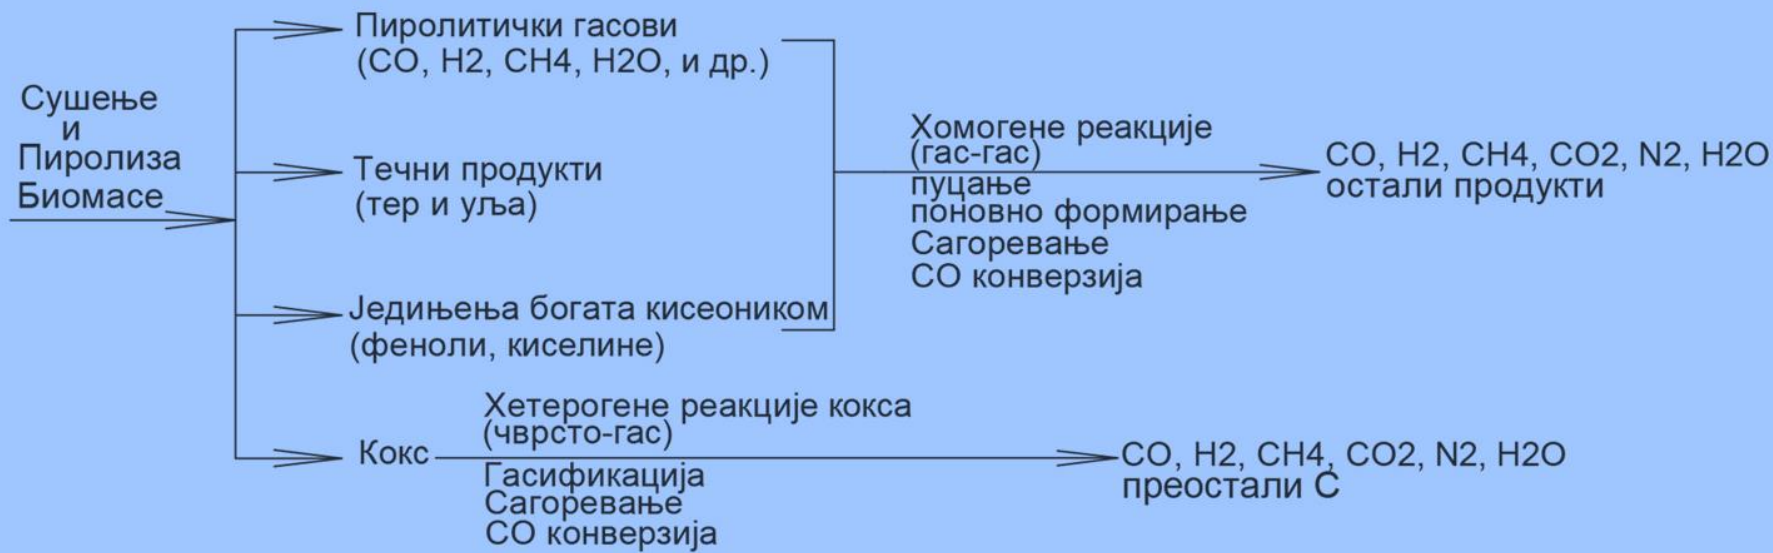 Сушење
и
Пиролиза
Биомасе
Пиролитички гасови
(CO, H2, CH4, H2O, и др.)
Течни продукти
(тер и уља)
Једињења богата кисеоником
(феноли, киселине)
Хомогене реакције
(гас-гас)
пуцање
поновно формирање
Сагоревање
CO конверзија
CO, H2, CH4, CO2, N2, H2O
остали продукти
Кокс
Хетерогене реакције кокса
(чврсто-гас)
Гасификација
Сагоревање
CO конверзија
CO, H2, CH4, CO2, N2, H2O
преостали C